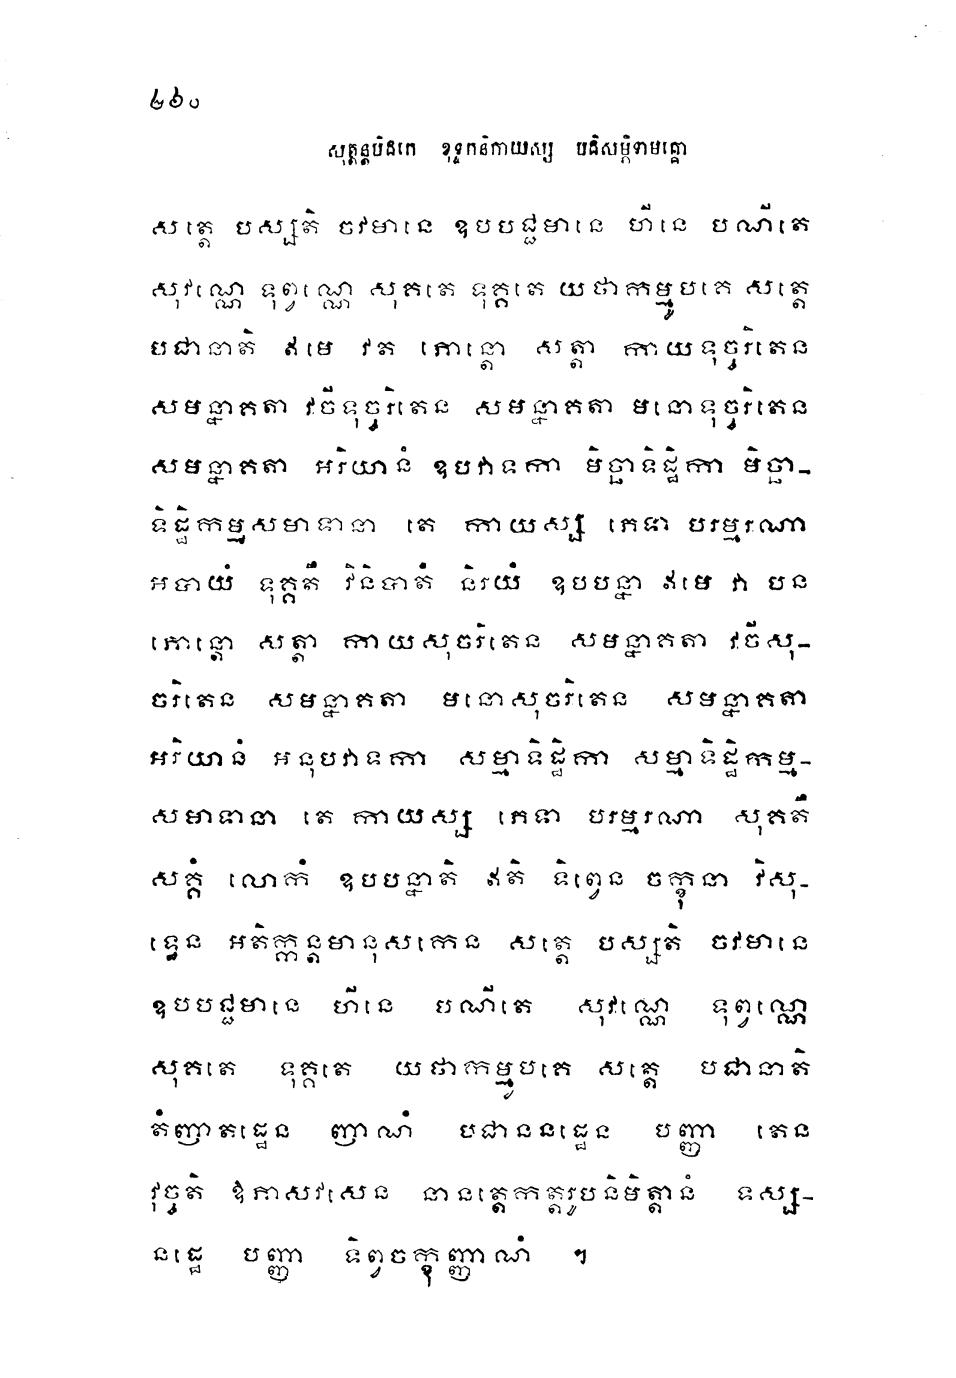 ២៦០
សុត្តន្តបិដកេ ខុទ្ទកនិកាយស្ស បដិសម្ភិទាមគ្គោ
សត្តេ បស្សតិ ចវមានេ ឧបបជ្ជមានេ ហីនេ បណីតេ
សុវណ្ណេ ទុព្វណ្ណេ សុគតេ ទុគ្គតេ យថាកម្មូបគេ សត្តេ
បជានាតិ ឥមេ វត ភោន្តោ សត្តា កាយទុច្ចរិតេន
សមន្នាគតា វចីទុច្ចរិតេន សមន្នាគតា មនោទុច្ចរិតេន
សមន្នាគតា អរិយានំ ឧបវាទកា មិច្ឆាទិដ្ឋិកា មិច្ឆា-
ទិដ្ឋិកម្មសមាទានា តេ កាយស្ស ភេទា បរម្មរណា
អបាយំ ទុគ្គតឹ វិនិបាតំ និរយំ ឧបបន្នា ឥមេ វា បន
ភោន្តោ សត្តា កាយសុចរិតេន សមន្នាគតា វចីសុ-
ចរិតេន សមន្នាគតា មនោសុចរិតេន សមន្នាគតា
អរិយានំ អនុបវាទកា សម្មាទិដ្ឋិកា សម្មាទិដ្ឋិកម្ម-
សមាទានា តេ កាយស្ស ភេទា បរម្មរណា សុគតឹ
សគ្គំ លោកំ ឧបបន្នាតិ ឥតិ ទិព្វេន ចក្ខុនា វិសុ-
ទ្ធេន អតិក្កន្តមានុសកេន សត្តេ បស្សតិ ចវមានេ
ឧបបជ្ជមានេ ហីនេ បណីតេ សុវណ្ណេ ទុព្វណ្ណេ
សុគតេ ទុគ្គតេ យថាកម្មូបគេ សត្តេ បជានាតិ
តំញាតដ្ឋេន ញាណំ បជាននដ្ឋេន បញ្ញា តេន
វុច្ចតិ ឱភាសវសេន នានត្តេកត្តរូបនិមិត្តានំ ទស្ស-
នដ្ឋេ បញ្ញា ទិព្វចក្ខុញ្ញាណំ ។